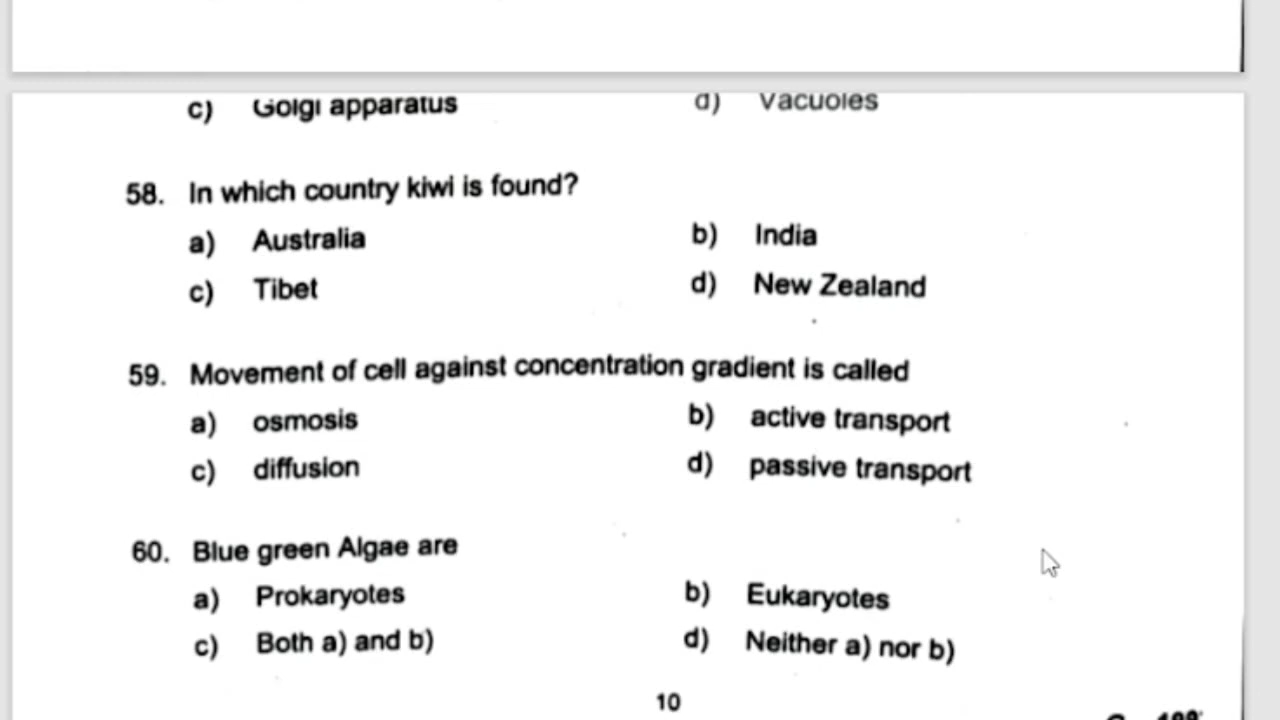 c) Golgi apparatus d) Vacuoles
58. In which country kiwi is found?
a) Australia b) India
c) Tibet d) New Zealand
59. Movement of cell against concentration gradient is called
a) osmosis b) active transport
c) diffusion d) passive transport
60. Blue green Algae are
a) Prokaryotes b) Eukaryotes
c) Both a) and b) d) Neither a) nor b)
10